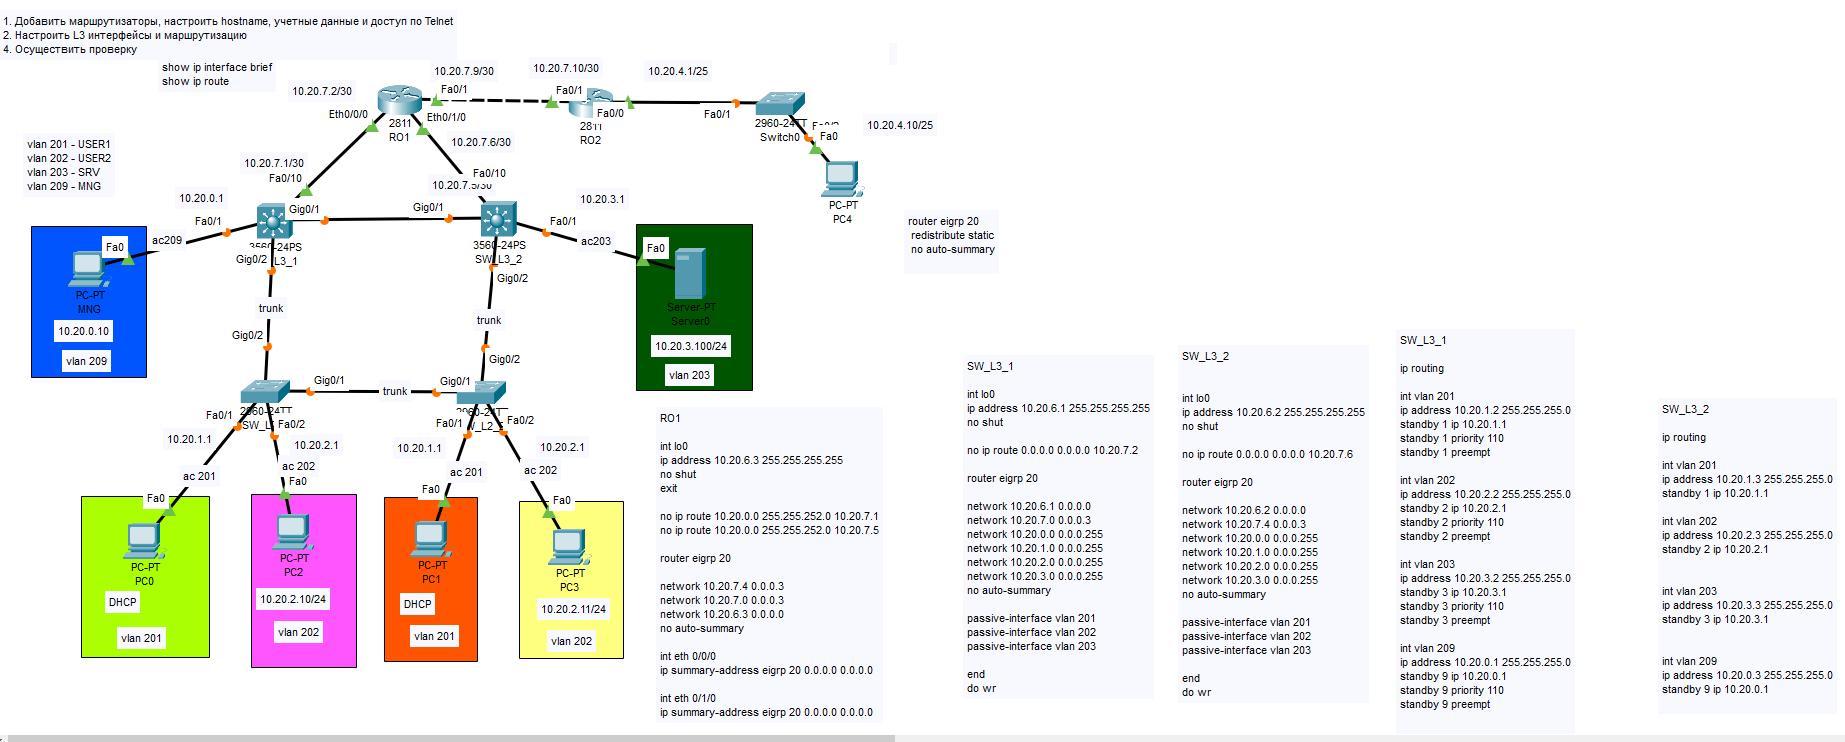 1. Добавить маршрутизаторы, настроить hostname, учетные данные и доступ по Telnet
2. Настроить L3 интерфейсы и маршрутизацию
4. Осуществить проверку
show ip interface brief
show ip route
10.20.7.9/30
10.20.7.10/30
10.20.4.1/25
10.20.7.2/30
Fa0/1
Fa0/1
Eth0/0/0
Eth0/1/0
Fa0/0
Fa0/1
2811
RO1
2811
RO2
2960-24TT
Switch0
Fa0
10.20.4.10/25
PC-PT
PC4
vlan 201 - USER1
vlan 202 - USER2
vlan 203 - SRV
vlan 209 - MNG
10.20.7.1/30
Fa0/10
10.20.7.6/30
Fa0/10
10.20.7.5/30
10.20.0.1
Fa0/1
Gig0/1
Gig0/1
Fa0/1
10.20.3.1
ac209
ac203
3560-24PS
L3_1
Gig0/2
3560-24PS
SW_L3_2
Gig0/2
Fa0
PC-PT
MNG
10.20.0.10
vlan 209
Fa0
Server-PT
Server0
10.20.3.100/24
vlan 203
trunk
trunk
Gig0/2
Gig0/2
Gig0/1
trunk
Gig0/1
2960-24TT
Fa0/1
Fa0/2
Fa0/1
Fa0/2
10.20.1.1
10.20.2.1
10.20.1.1
10.20.2.1
ac 201
ac 202
ac 201
ac 202
Fa0
PC-PT
PC0
DHCP
vlan 201
Fa0
PC-PT
PC2
10.20.2.10/24
vlan 202
Fa0
PC-PT
PC1
DHCP
vlan 201
Fa0
PC-PT
PC3
10.20.2.11/24
vlan 202
router eigrp 20
redistribute static
no auto-summary
RO1
int lo0
ip address 10.20.6.3 255.255.255.255
no shut
exit
no ip route 10.20.0.0 255.255.252.0 10.20.7.1
no ip route 10.20.0.0 255.255.252.0 10.20.7.5
router eigrp 20
network 10.20.7.4 0.0.0.3
network 10.20.7.0 0.0.0.3
network 10.20.6.3 0.0.0.0
no auto-summary
int eth 0/0/0
ip summary-address eigrp 20 0.0.0.0 0.0.0.0
int eth 0/1/0
ip summary-address eigrp 20 0.0.0.0 0.0.0.0
SW_L3_1
int lo0
ip address 10.20.6.1 255.255.255.255
no shut
no ip route 0.0.0.0 0.0.0.0 10.20.7.2
router eigrp 20
network 10.20.6.1 0.0.0.0
network 10.20.7.0 0.0.0.3
network 10.20.0.0 0.0.0.255
network 10.20.1.0 0.0.0.255
network 10.20.2.0 0.0.0.255
network 10.20.3.0 0.0.0.255
no auto-summary
passive-interface vlan 201
passive-interface vlan 202
passive-interface vlan 203
end
do wr
SW_L3_2
int lo0
ip address 10.20.6.2 255.255.255.255
no shut
no ip route 0.0.0.0 0.0.0.0 10.20.7.6
router eigrp 20
network 10.20.6.2 0.0.0.0
network 10.20.7.4 0.0.0.3
network 10.20.0.0 0.0.0.255
network 10.20.1.0 0.0.0.255
network 10.20.2.0 0.0.0.255
network 10.20.3.0 0.0.0.255
no auto-summary
passive-interface vlan 201
passive-interface vlan 202
passive-interface vlan 203
end
do wr
SW_L3_1
ip routing
int vlan 201
ip address 10.20.1.2 255.255.255.0
standby 1 ip 10.20.1.1
standby 1 priority 110
standby 1 preempt
int vlan 202
ip address 10.20.2.2 255.255.255.0
standby 2 ip 10.20.2.1
standby 2 priority 110
standby 2 preempt
int vlan 203
ip address 10.20.3.2 255.255.255.0
standby 3 ip 10.20.3.1
standby 3 priority 110
standby 3 preempt
int vlan 209
ip address 10.20.0.1 255.255.255.0
standby 9 ip 10.20.0.1
standby 9 priority 110
standby 9 preempt
SW_L3_2
ip routing
int vlan 201
ip address 10.20.1.3 255.255.255.0
standby 1 ip 10.20.1.1
int vlan 202
ip address 10.20.2.3 255.255.255.0
standby 2 ip 10.20.2.1
int vlan 203
ip address 10.20.3.3 255.255.255.0
standby 3 ip 10.20.3.1
int vlan 209
ip address 10.20.0.3 255.255.255.0
standby 9 ip 10.20.0.1